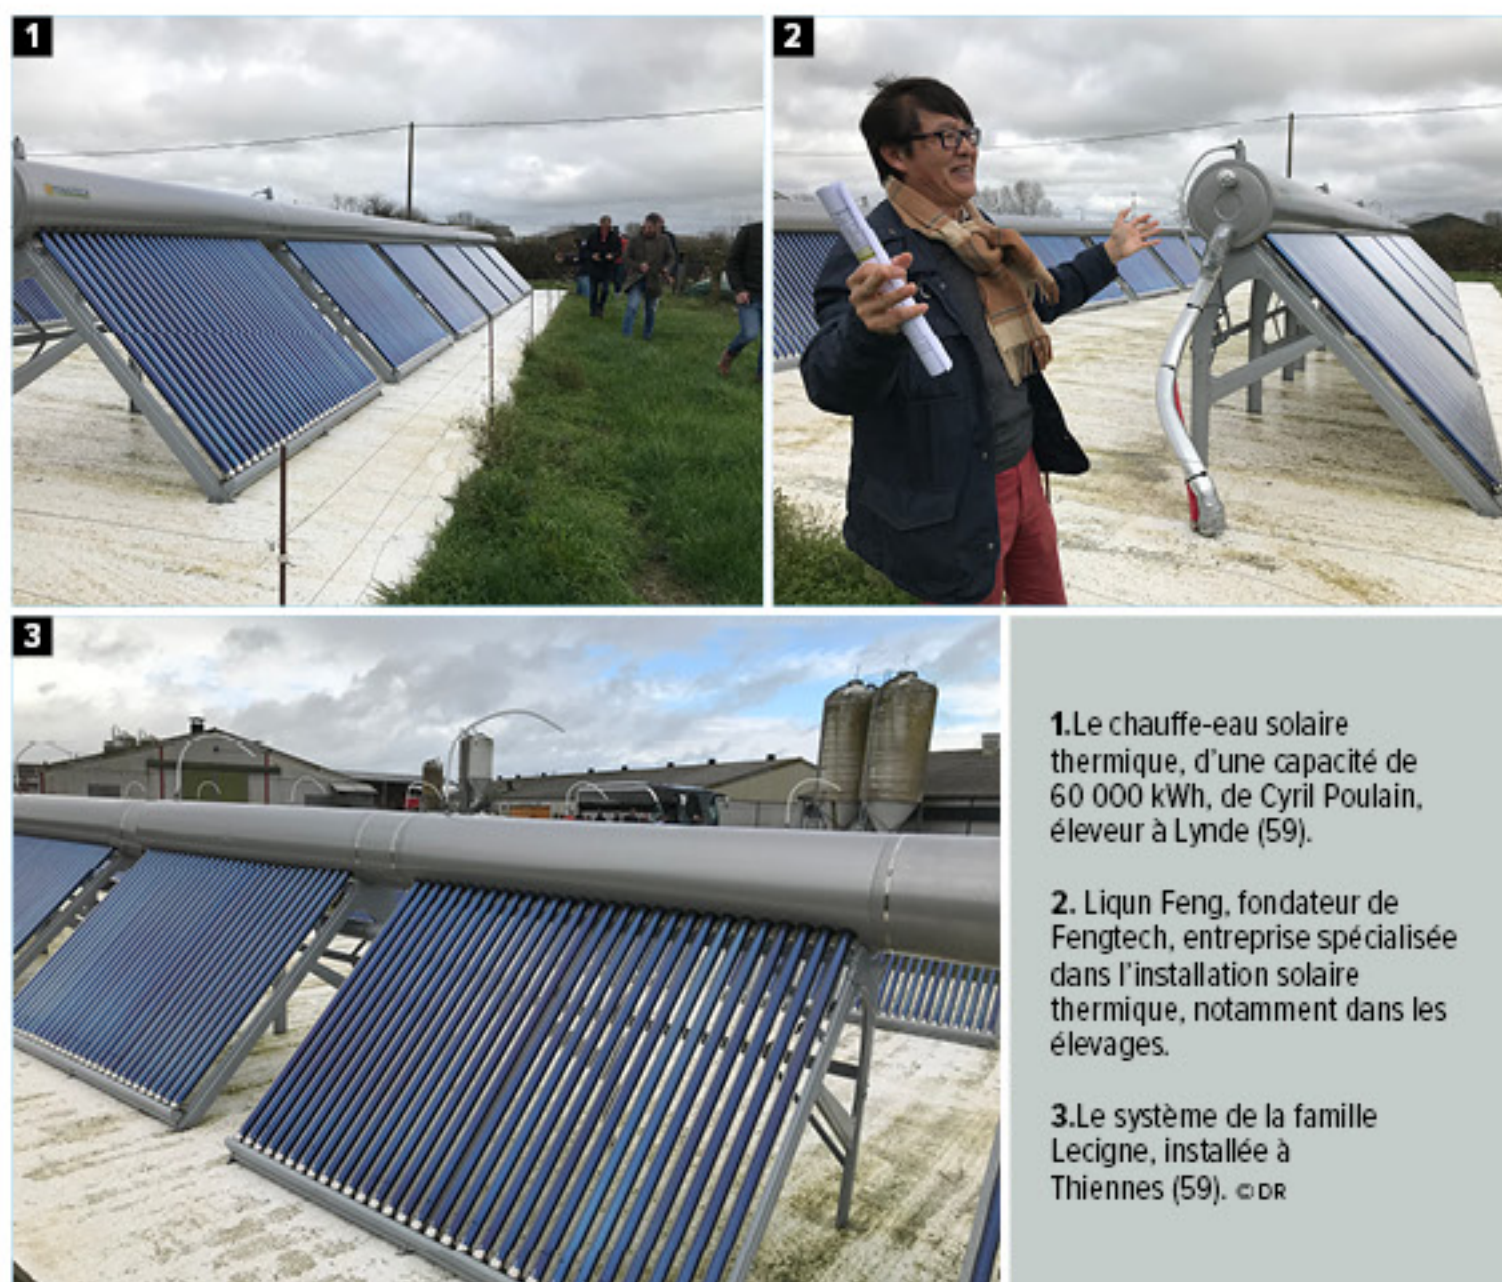 1
2
3
1.Le chauffe-eau solaire
thermique, d'une capacité de
60 000 kWh, de Cyril Poulain,
éleveur à Lynde (59).
2. Liqun Feng, fondateur de
Fengtech, entreprise spécialisée
dans l'installation solaire
thermique, notamment dans les
élevages.
3.Le système de la famille
Lecigne, installée à
Thiennes (59). ©DR